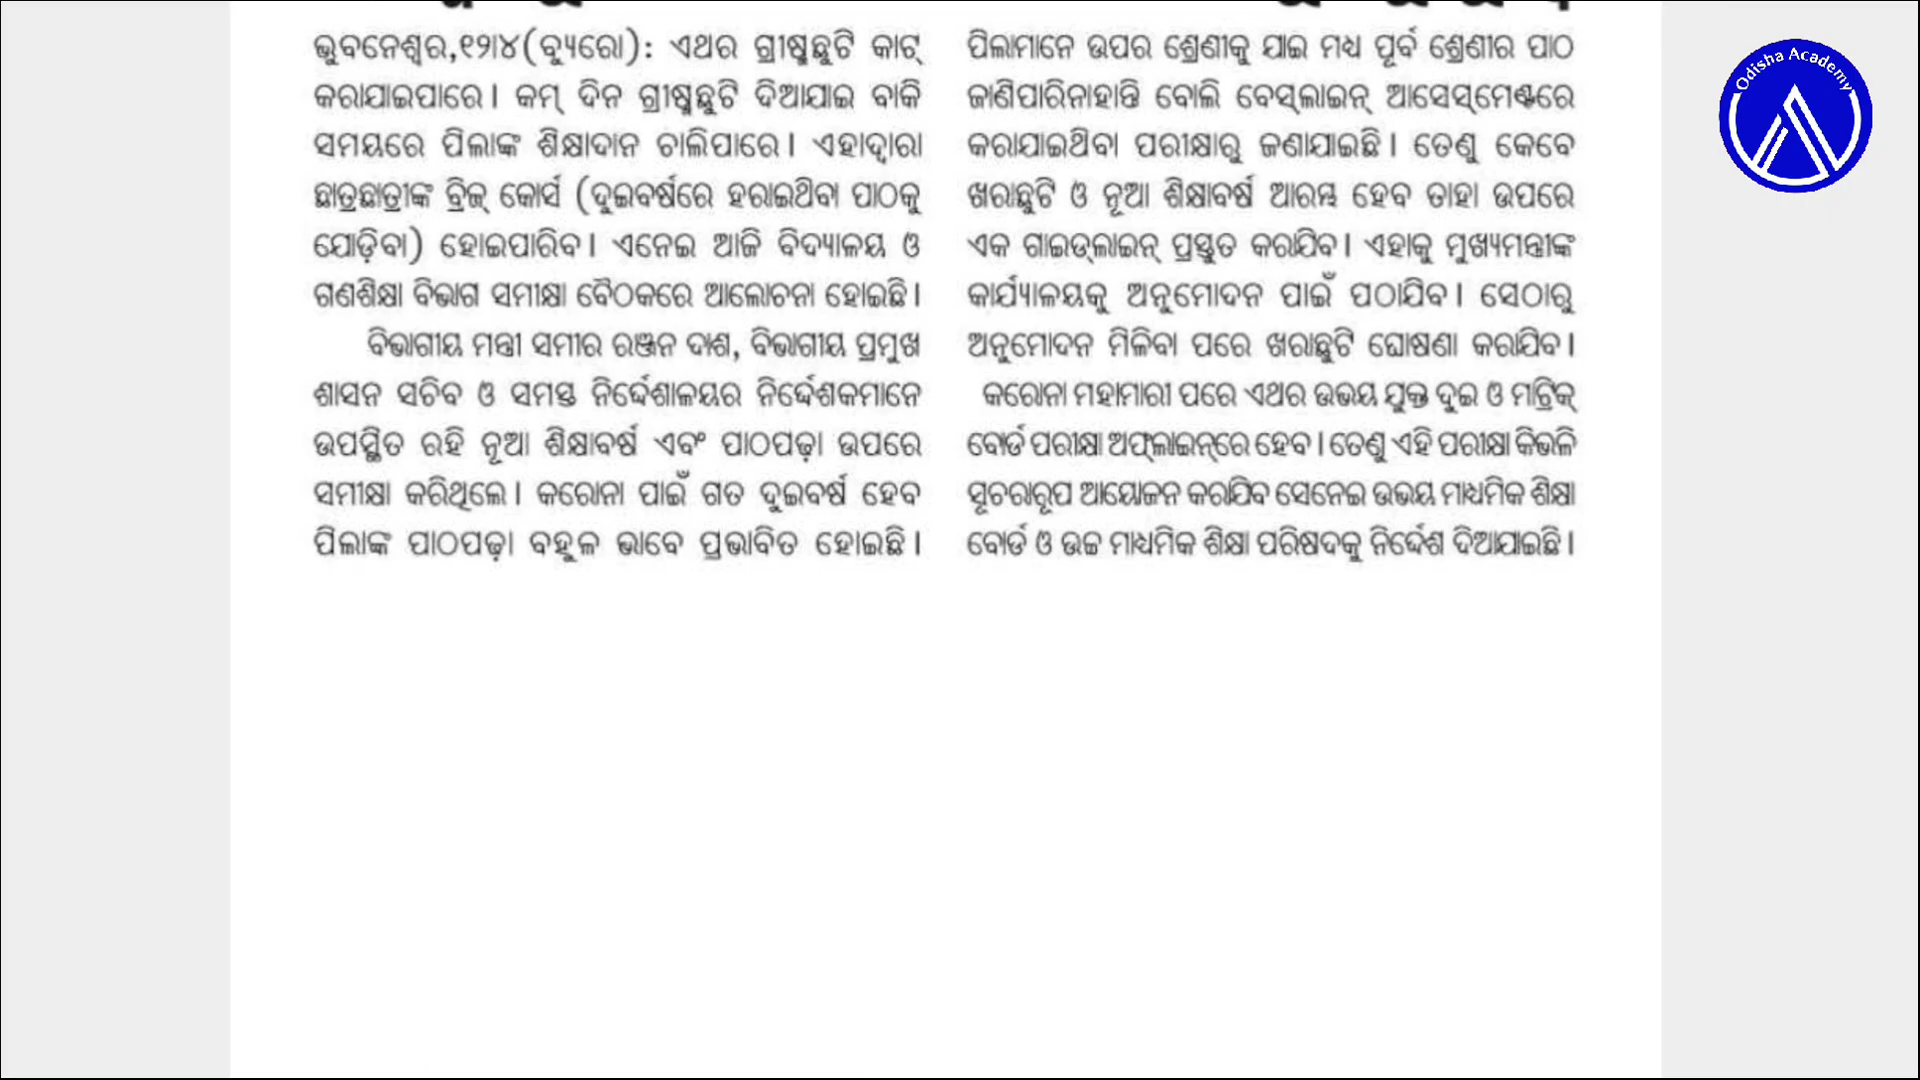 ଭୁବନେଶ୍ୱର,୧୨।୪(ବ୍ୟୁରୋ): ଏଥର ଗ୍ରୀଷ୍ମଛୁଟି କାଟ୍
କରାଯାଇପାରେ। କମ୍ ଦିନ ଗ୍ରୀଷ୍ମଛୁଟି ଦିଆଯାଇ ବାକି
ସମୟରେ ପିଲାଙ୍କ ଶିକ୍ଷାଦାନ ଚାଲିପାରେ। ଏହାଦ୍ୱାରା
ଛାତ୍ରଛାତ୍ରୀଙ୍କ ବ୍ରିଜ୍ କୋର୍ସ (ଦୁଇବର୍ଷରେ ହରାଇଥିବା ପାଠକୁ
ଯୋଡ଼ିବା) ହୋଇପାରିବ। ଏନେଇ ଆଜି ବିଦ୍ୟାଳୟ ଓ
ଗଣଶିକ୍ଷା ବିଭାଗ ସମୀକ୍ଷା ବୈଠକରେ ଆଲୋଚନା ହୋଇଛି।
ବିଭାଗୀୟ ମନ୍ତ୍ରୀ ସମୀର ରଞ୍ଜନ ଦାଶ, ବିଭାଗୀୟ ପ୍ରମୁଖ
ଶାସନ ସଚିବ ଓ ସମସ୍ତ ନିର୍ଦ୍ଦେଶାଳୟର ନିର୍ଦ୍ଦେଶକମାନେ
ଉପସ୍ଥିତ ରହି ନୂଆ ଶିକ୍ଷାବର୍ଷ ଏବଂ ପାଠପଢ଼ା ଉପରେ
ସମୀକ୍ଷା କରିଥିଲେ। କରୋନା ପାଇଁ ଗତ ଦୁଇବର୍ଷ ହେବ
ପିଲାଙ୍କ ପାଠପଢ଼ା ବହୁଳ ଭାବେ ପ୍ରଭାବିତ ହୋଇଛି।
ପିଲାମାନେ ଉପର ଶ୍ରେଣୀକୁ ଯାଇ ମଧ୍ୟ ପୂର୍ବ ଶ୍ରେଣୀର ପାଠ
ଜାଣିପାରିନାହାନ୍ତି ବୋଲି ବେସ୍‌ଲାଇନ୍ ଆସେସ୍‌ମେଣ୍ଟରେ
କରାଯାଇଥିବା ପରୀକ୍ଷାରୁ ଜଣାଯାଇଛି। ତେଣୁ କେବେ
ଖରାଛୁଟି ଓ ନୂଆ ଶିକ୍ଷାବର୍ଷ ଆରମ୍ଭ ହେବ ତାହା ଉପରେ
ଏକ ଗାଇଡ୍‌ଲାଇନ୍ ପ୍ରସ୍ତୁତ କରାଯିବ। ଏହାକୁ ମୁଖ୍ୟମନ୍ତ୍ରୀଙ୍କ
କାର୍ଯ୍ୟାଳୟକୁ ଅନୁମୋଦନ ପାଇଁ ପଠାଯିବ। ସେଠାରୁ
ଅନୁମୋଦନ ମିଳିବା ପରେ ଖରାଛୁଟି ଘୋଷଣା କରାଯିବ।
କରୋନା ମହାମାରୀ ପରେ ଏଥର ଉଭୟ ଯୁକ୍ତ ଦୁଇ ଓ ମାଟ୍ରିକ୍
ବୋର୍ଡ ପରୀକ୍ଷା ଅଫ୍‌ଲାଇନ୍‌ରେ ହେବ। ତେଣୁ ଏହି ପରୀକ୍ଷା କିଭଳି
ସୂଚରାରୂପ ଆୟୋଜନ କରାଯିବ ସେନେଇ ଉଭୟ ମାଧ୍ୟମିକ ଶିକ୍ଷା
ବୋର୍ଡ ଓ ଉଚ୍ଚ ମାଧ୍ୟମିକ ଶିକ୍ଷା ପରିଷଦକୁ ନିର୍ଦ୍ଦେଶ ଦିଆଯାଇଛି।
Odisha Academy